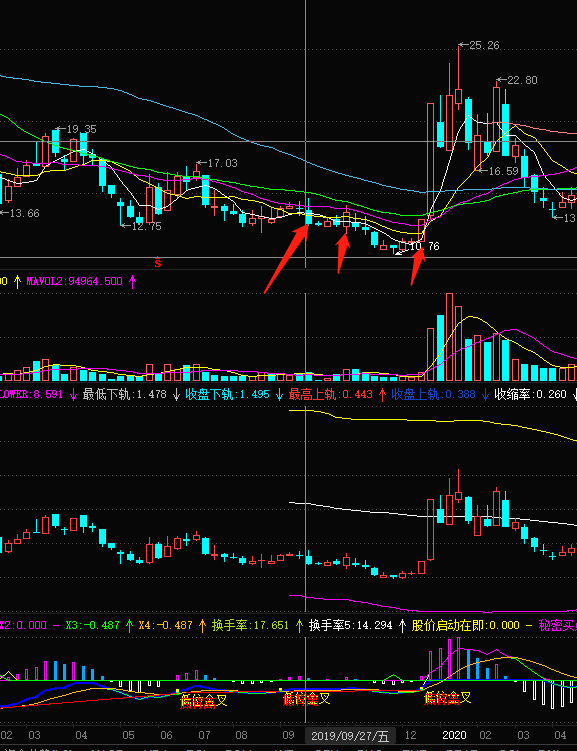 25.26
22.80
19.35
17.03
16.59
13.66
12.75
13
10.76
$
00 ↑ MAVOL2:94964.500 ↑
LOWER:8.591 ↓ 最低下轨:1.478 ↓ 收盘下轨:1.495 ↓ 最高上轨:0.443 ↑ 收盘上轨:0.388 ↓ 收缩率:0.260 ↓
X2:0.000 - X3:-0.487 ↑ X4:-0.487 ↑ 换手率:17.651 ↑ 换手率5:14.294 ↑ 股价启动在即:0.000 - 秘密买
低位金叉 低位金叉 低位金叉
02 03 04 05 06 07 08 09 2019/09/27/五 12 2020 02 03 04